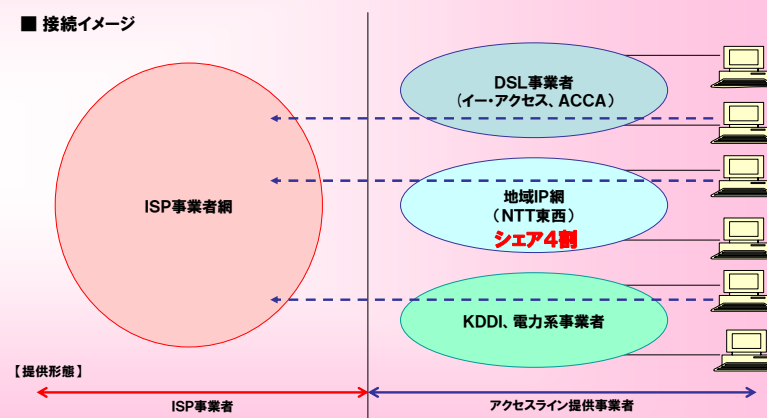 ■ 接続イメージ
DSL事業者
(イー・アクセス、ACCA)
ISP事業者網
地域IP網
(NTT東西)
シェア4割
KDDI、電力系事業者
【提供形態】
ISP事業者
アクセスライン提供事業者